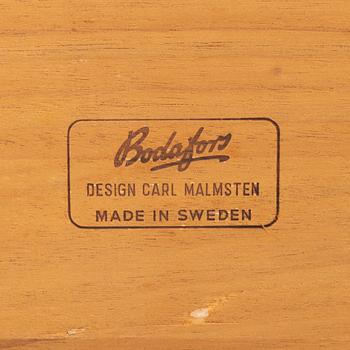 Bodafors
DESIGN CARL MALMSTEN
MADE IN SWEDEN